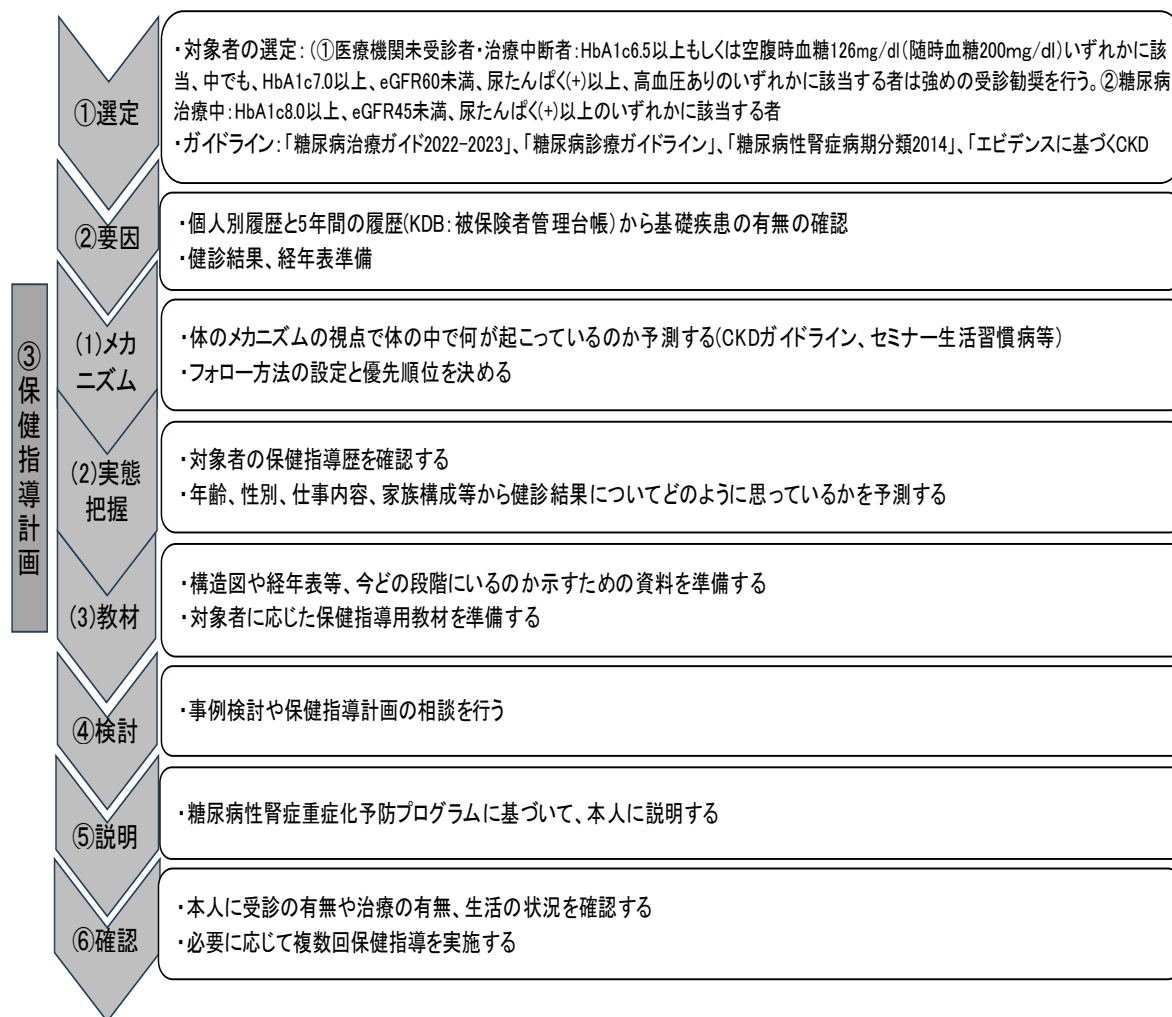 ①選定
・対象者の選定：(①医療機関未受診者・治療中断者：HbA1c6.5以上もしくは空腹時血糖126mg/dl(随時血糖200mg/dl)いずれかに該
当、中でも、HbA1c7.0以上、eGFR60未満、尿たんぱく(+)以上、高血圧ありのいずれかに該当する者は強めの受診勧奨を行う。②糖尿病
治療中：HbA1c8.0以上、eGFR45未満、尿たんぱく(+)以上のいずれかに該当する者
・ガイドライン：「糖尿病治療ガイド2022-2023」、「糖尿病診療ガイドライン」、「糖尿病性腎症病期分類2014」、「エビデンスに基づくCKD
②要因
・個人別履歴と5年間の履歴(KDB：被保険者管理台帳)から基礎疾患の有無の確認
・健診結果、経年表準備
③保健指導計画
(1)メカ
ニズム
・体のメカニズムの視点で体の中で何が起こっているのか予測する(CKDガイドライン、セミナー生活習慣病等)
・フォロー方法の設定と優先順位を決める
(2)実態
把握
・対象者の保健指導歴を確認する
・年齢、性別、仕事内容、家族構成等から健診結果についてどのように思っているかを予測する
(3)教材
・構造図や経年表等、今どの段階にいるのか示すための資料を準備する
・対象者に応じた保健指導用教材を準備する
④検討
・事例検討や保健指導計画の相談を行う
⑤説明
・糖尿病性腎症重症化予防プログラムに基づいて、本人に説明する
⑥確認
・本人に受診の有無や治療の有無、生活の状況を確認する
・必要に応じて複数回保健指導を実施する